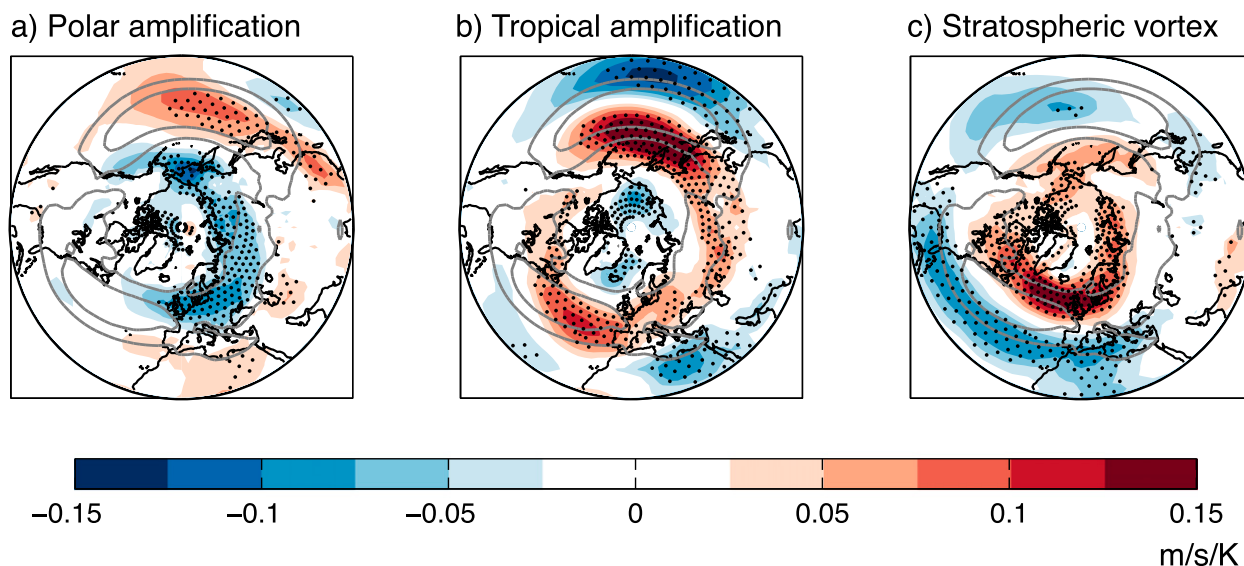 a) Polar amplification
b) Tropical amplification
c) Stratospheric vortex
−0.15 −0.1 −0.05 0 0.05 0.1 0.15
m/s/K